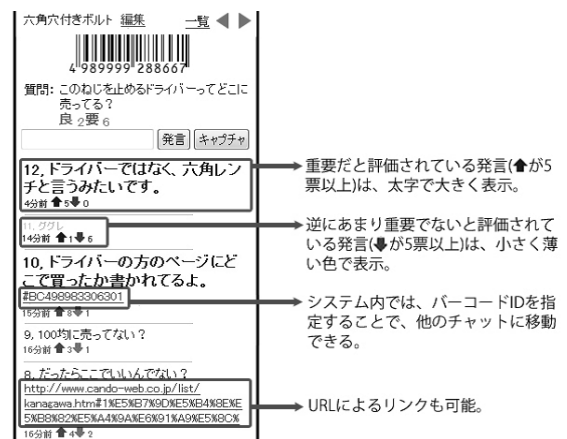 六角穴付きボルト 編集 一覧
4 989999 288667
質問: このねじを止めるドライバーってどこに
売ってる?
良 2要 6
発言 キャプチャ
12, ドライバーではなく、六角レン
チと言うみたいです。
4分前 5 0
11, ググレ
14分前 1 6
10, ドライバーの方のページにど
こで買ったか書かれてるよ。
#BC498983306301
15分前 8 1
9, 100均に売ってない?
16分前 3 1
8, だったらここでいいんでない?
http://www.cando-web.co.jp/list/
kanagawa.htm#1%E5%B7%9D%E5%B4%8E%E
5%B8%82%E5%A4%9A%E6%91%A9%E5%8C%
16分前 4 2
重要だと評価されている発言(⬆が5
票以上)は、太字で大きく表示。
逆にあまり重要でないと評価されて
いる発言(⬇が5票以上)は、小さく薄
い色で表示。
システム内では、バーコードIDを指
定することで、他のチャットに移動
できる。
URLによるリンクも可能。